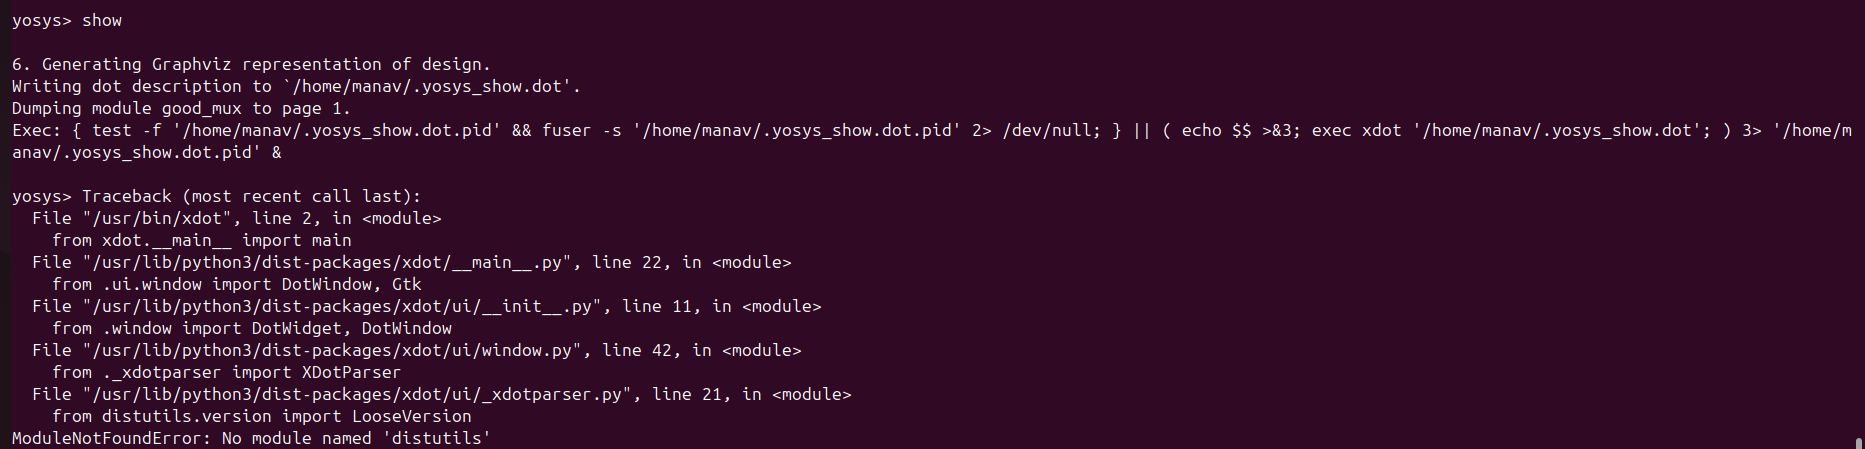 yosys> show
6. Generating Graphviz representation of design.
Writing dot description to `/home/manav/.yosys_show.dot'.
Dumping module good_mux to page 1.
Exec: { test -f '/home/manav/.yosys_show.dot.pid' && fuser -s '/home/manav/.yosys_show.dot.pid' 2> /dev/null; } || ( echo $$ >&3; exec xdot '/home/manav/.yosys_show.dot'; ) 3> '/home/m
anav/.yosys_show.dot.pid' &
yosys> Traceback (most recent call last):
  File "/usr/bin/xdot", line 2, in <module>
    from xdot.__main__ import main
  File "/usr/lib/python3/dist-packages/xdot/__main__.py", line 22, in <module>
    from .ui.window import DotWindow, Gtk
  File "/usr/lib/python3/dist-packages/xdot/ui/__init__.py", line 11, in <module>
    from .window import DotWidget, DotWindow
  File "/usr/lib/python3/dist-packages/xdot/ui/window.py", line 42, in <module>
    from ._xdotparser import XDotParser
  File "/usr/lib/python3/dist-packages/xdot/ui/_xdotparser.py", line 21, in <module>
    from distutils.version import LooseVersion
ModuleNotFoundError: No module named 'distutils'